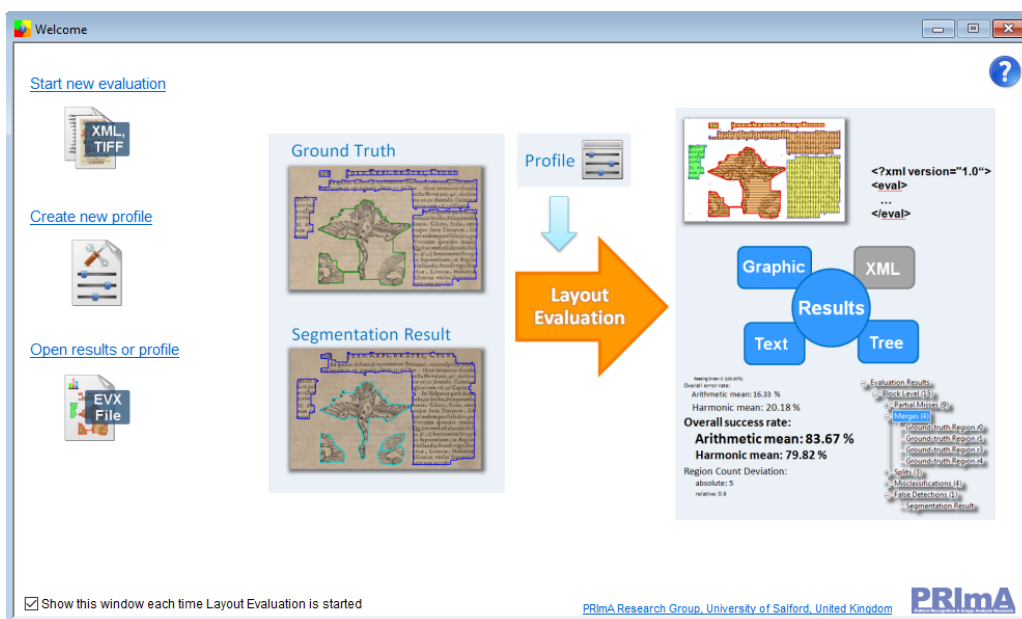 Welcome
Start new evaluation
XML,
TIFF
Create new profile
Open results or profile
EVX
File
Ground Truth
Segmentation Result
Profile
Layout
Evaluation
<?xml version="1.0“>
<eval>
...
</eval>
Graphic
XML
Results
Text
Tree
Overall error rate:
Arithmetic mean: 16.33 %
Harmonic mean: 20.18 %
Overall success rate:
Arithmetic mean: 83.67 %
Harmonic mean: 79.82 %
Region Count Deviation:
absolute: 5
relative: 0.6
Evaluation Results
Block Level (15)
Partial Misses (9)
Merges (4)
Ground-truth Region r0
Ground-truth Region r1
Ground-truth Region r3
Ground-truth Region r4
Splits (3)
Misclassifications (4)
False Detections (1)
Segmentation Result
Show this window each time Layout Evaluation is started
PRImA Research Group, University of Salford, United Kingdom
PRImA
Pattern Recognition & Image Analysis Research